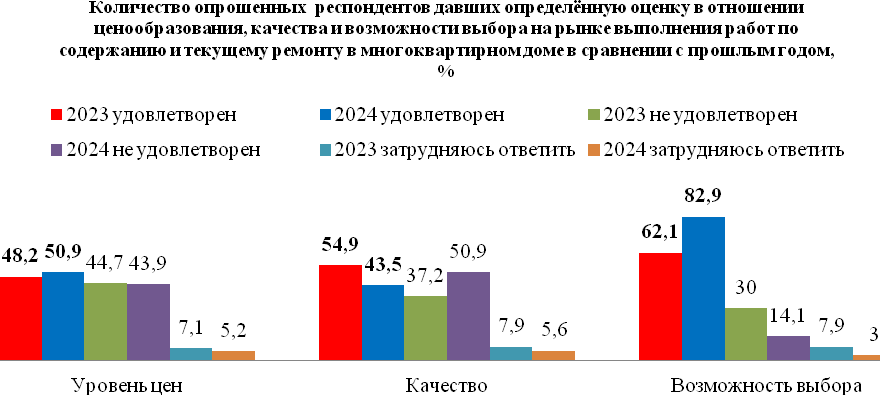 Количество опрошенных респондентов давших определённую оценку в отношении
ценообразования, качества и возможности выбора на рынке выполнения работ по
содержанию и текущему ремонту в многоквартирном доме в сравнении с прошлым годом,
%
2023 удовлетворен 2024 удовлетворен 2023 не удовлетворен
2024 не удовлетворен 2023 затрудняюсь ответить 2024 затрудняюсь ответить
48,2 50,9 44,7 43,9 7,1 5,2
54,9 43,5 37,2 50,9 7,9 5,6
62,1 82,9 30 14,1 7,9 3
Уровень цен Качество Возможность выбора